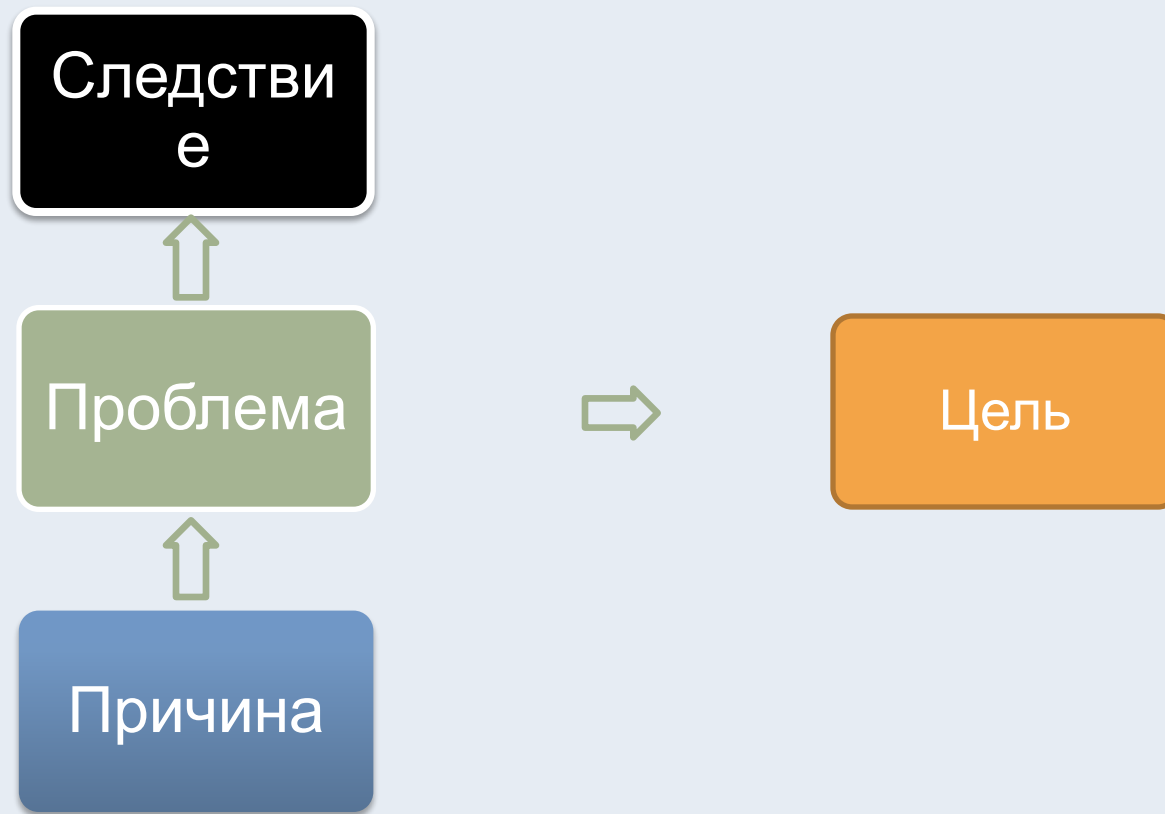 Следстви
е
Проблема
Цель
Причина